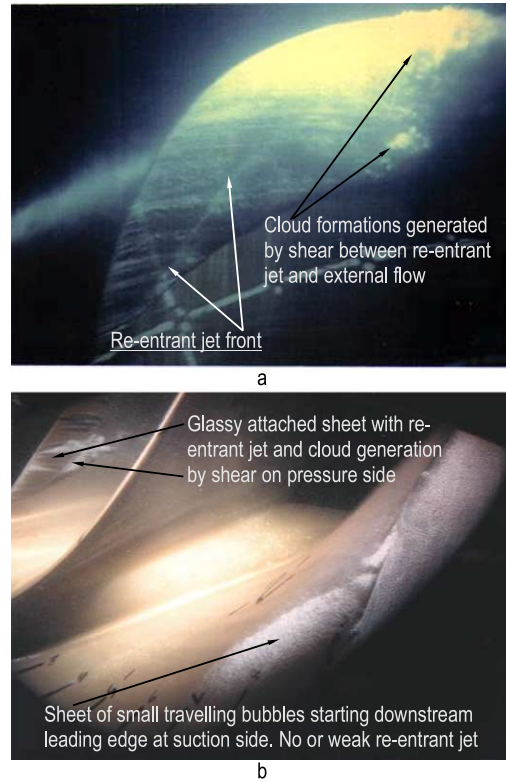 Cloud formations generated
by shear between re-entrant
jet and external flow
Re-entrant jet front
a
Glassy attached sheet with re-
entrant jet and cloud generation
by shear on pressure side
Sheet of small travelling bubbles starting downstream
leading edge at suction side. No or weak re-entrant jet
b